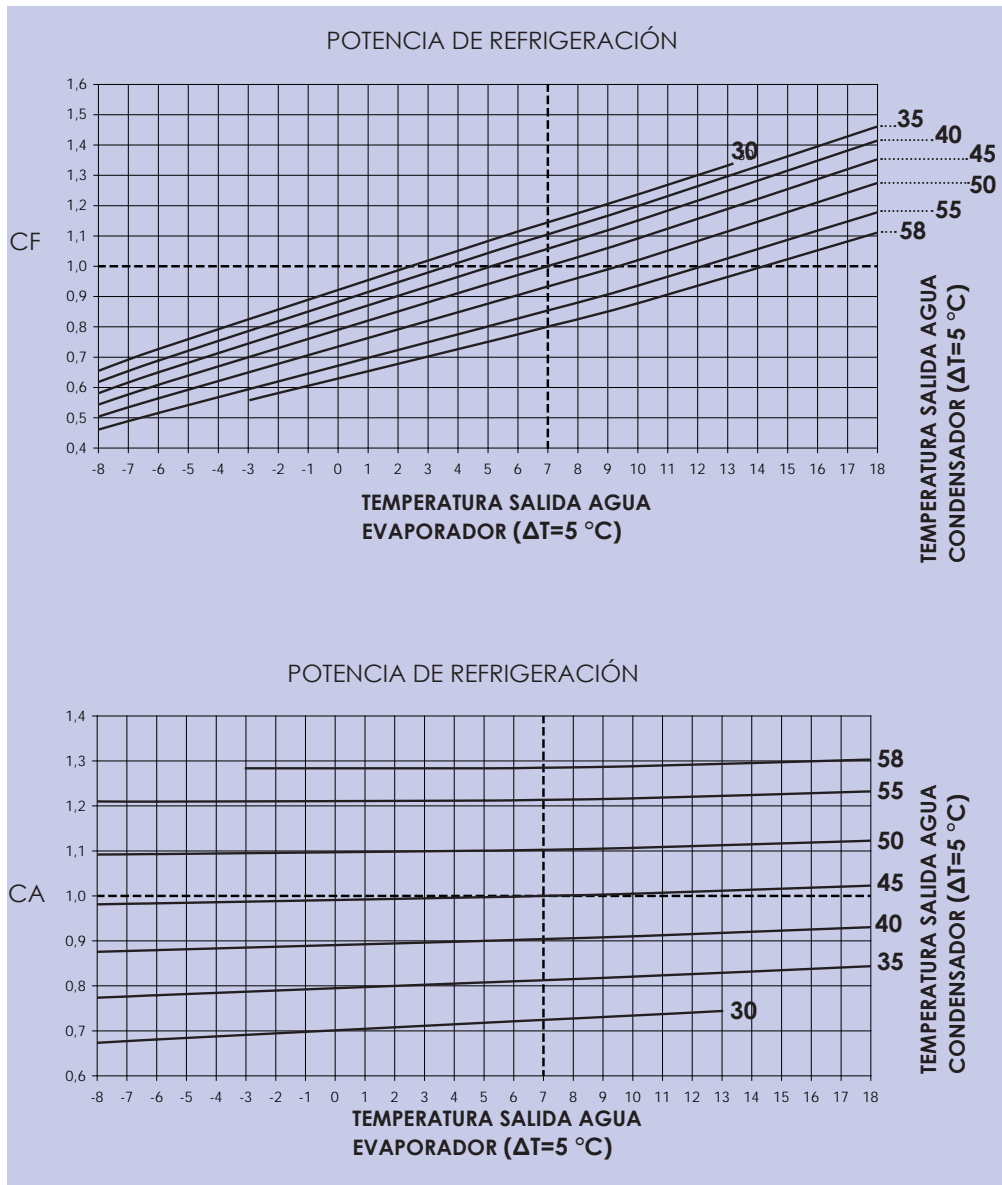 POTENCIA DE REFRIGERACIÓN
1,6
1,5
1,4
1,3
1,2
1,1
1,0
0,9
0,8
0,7
0,6
0,5
0,4
CF
30
35
40
45
50
55
58
-8 -7 -6 -5 -4 -3 -2 -1 0 1 2 3 4 5 6 7 8 9 10 11 12 13 14 15 16 17 18
TEMPERATURA SALIDA AGUA
EVAPORADOR (ΔT=5 °C)
TEMPERATURA SALIDA AGUA
CONDENSADOR (ΔT=5 °C)
POTENCIA DE REFRIGERACIÓN
1,4
1,3
1,2
1,1
1,0
0,9
0,8
0,7
0,6
CA
58
55
50
45
40
35
30
-8 -7 -6 -5 -4 -3 -2 -1 0 1 2 3 4 5 6 7 8 9 10 11 12 13 14 15 16 17 18
TEMPERATURA SALIDA AGUA
EVAPORADOR (ΔT=5 °C)
TEMPERATURA SALIDA AGUA
CONDENSADOR (ΔT=5 °C)